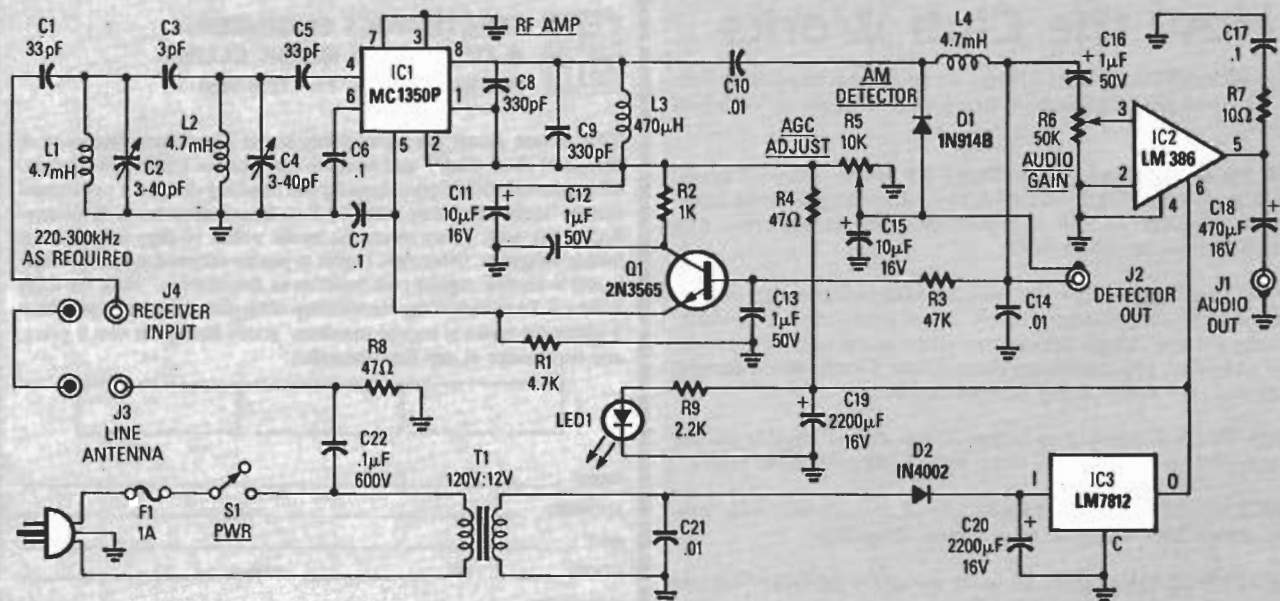 C1
33pF
C3
3pF
C5
33pF
7
3
RF AMP
4
6
IC1
MC1350P
8
1
5
2
C8
330pF
C9
330pF
L3
470µH
C10
.01
L4
4.7mH
AM
DETECTOR
D1
1N914B
C16
1µF
50V
+
C17
.1
R7
10Ω
R6
50K
AUDIO
GAIN
3
2
IC2
LM 386
5
6
4
C18
470µF
16V
+
L1
4.7mH
C2
3-40pF
L2
4.7mH
C4
3-40pF
C6
.1
C7
.1
C11
10µF
16V
+
C12
1µF
50V
R2
1K
AGC
ADJUST
R5
10K
R4
47Ω
C15
10µF
16V
+
220-300kHz
AS REQUIRED
Q1
2N3565
C13
1µF
50V
R3
47K
C14
.01
J2
DETECTOR
OUT
J1
AUDIO
OUT
J4
RECEIVER
INPUT
R1
4.7K
R8
47Ω
J3
LINE
ANTENNA
LED1
R9
2.2K
C19
2200µF
16V
+
C22
.1µF
600V
T1
120V:12V
D2
IN4002
I
IC3
LM7812
O
C
F1
1A
S1
PWR
C21
.01
C20
2200µF
16V
+